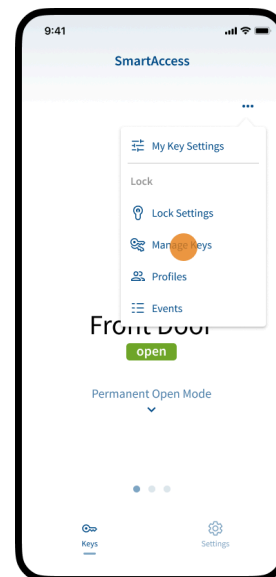 9:41
SmartAccess
My Key Settings
Lock
Lock Settings
Manage Keys
Profiles
Events
Front Door
open
Permanent Open Mode
Keys
Settings